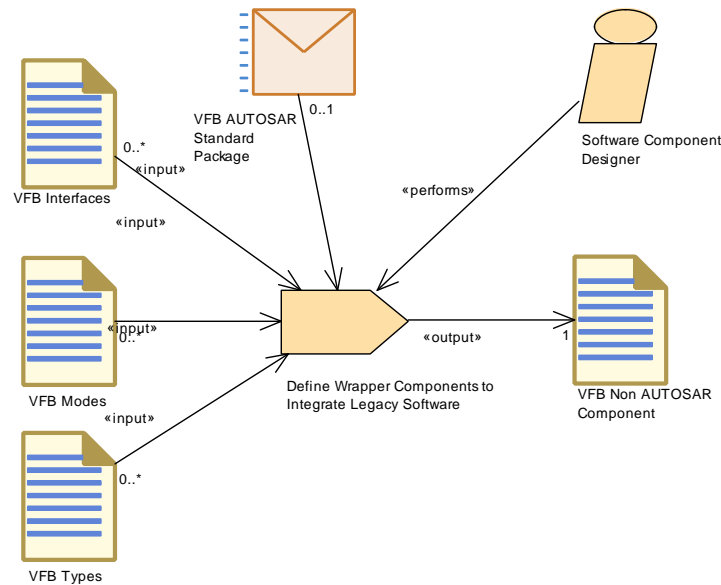 0..1
VFB AUTOSAR
Standard
Package
Software Component
Designer
0..*
«input»
VFB Interfaces
«performs»
«input»
«input»
0..*
«output»
1
VFB Modes
Define Wrapper Components to
Integrate Legacy Software
VFB Non AUTOSAR
Component
«input»
0..*
VFB Types